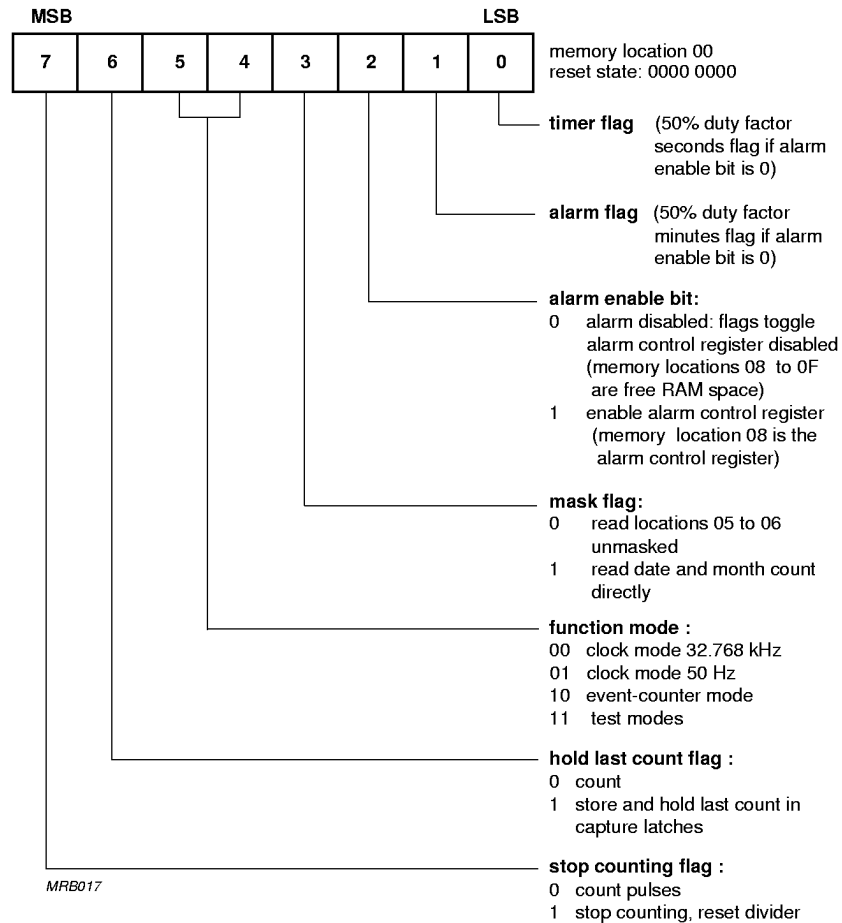 MSB LSB
7 6 5 4 3 2 1 0
memory location 00
reset state: 0000 0000
timer flag (50% duty factor
seconds flag if alarm
enable bit is 0)
alarm flag (50% duty factor
minutes flag if alarm
enable bit is 0)
alarm enable bit:
0 alarm disabled: flags toggle
alarm control register disabled
(memory locations 08 to 0F
are free RAM space)
1 enable alarm control register
(memory location 08 is the
alarm control register)
mask flag:
0 read locations 05 to 06
unmasked
1 read date and month count
directly
function mode :
00 clock mode 32.768 kHz
01 clock mode 50 Hz
10 event-counter mode
11 test modes
hold last count flag :
0 count
1 store and hold last count in
capture latches
stop counting flag :
0 count pulses
1 stop counting, reset divider
MRB017